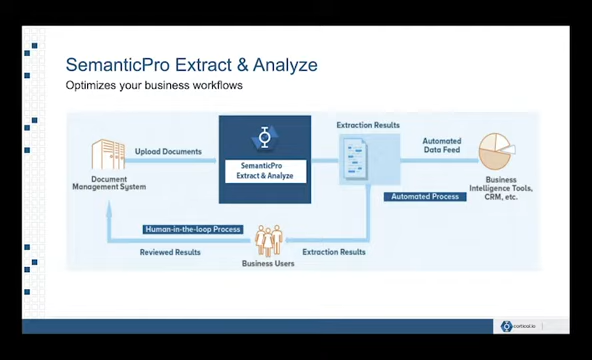 SemanticPro Extract & Analyze
Optimizes your business workflows
Extraction Results
Upload Documents
Automated
Data Feed
SemanticPro
Extract & Analyze
Document
Management System
Business
Intelligence Tools,
CRM, etc.
Automated Process
Human-in-the-loop Process
Reviewed Results
Extraction Results
Business Users
cortical.io